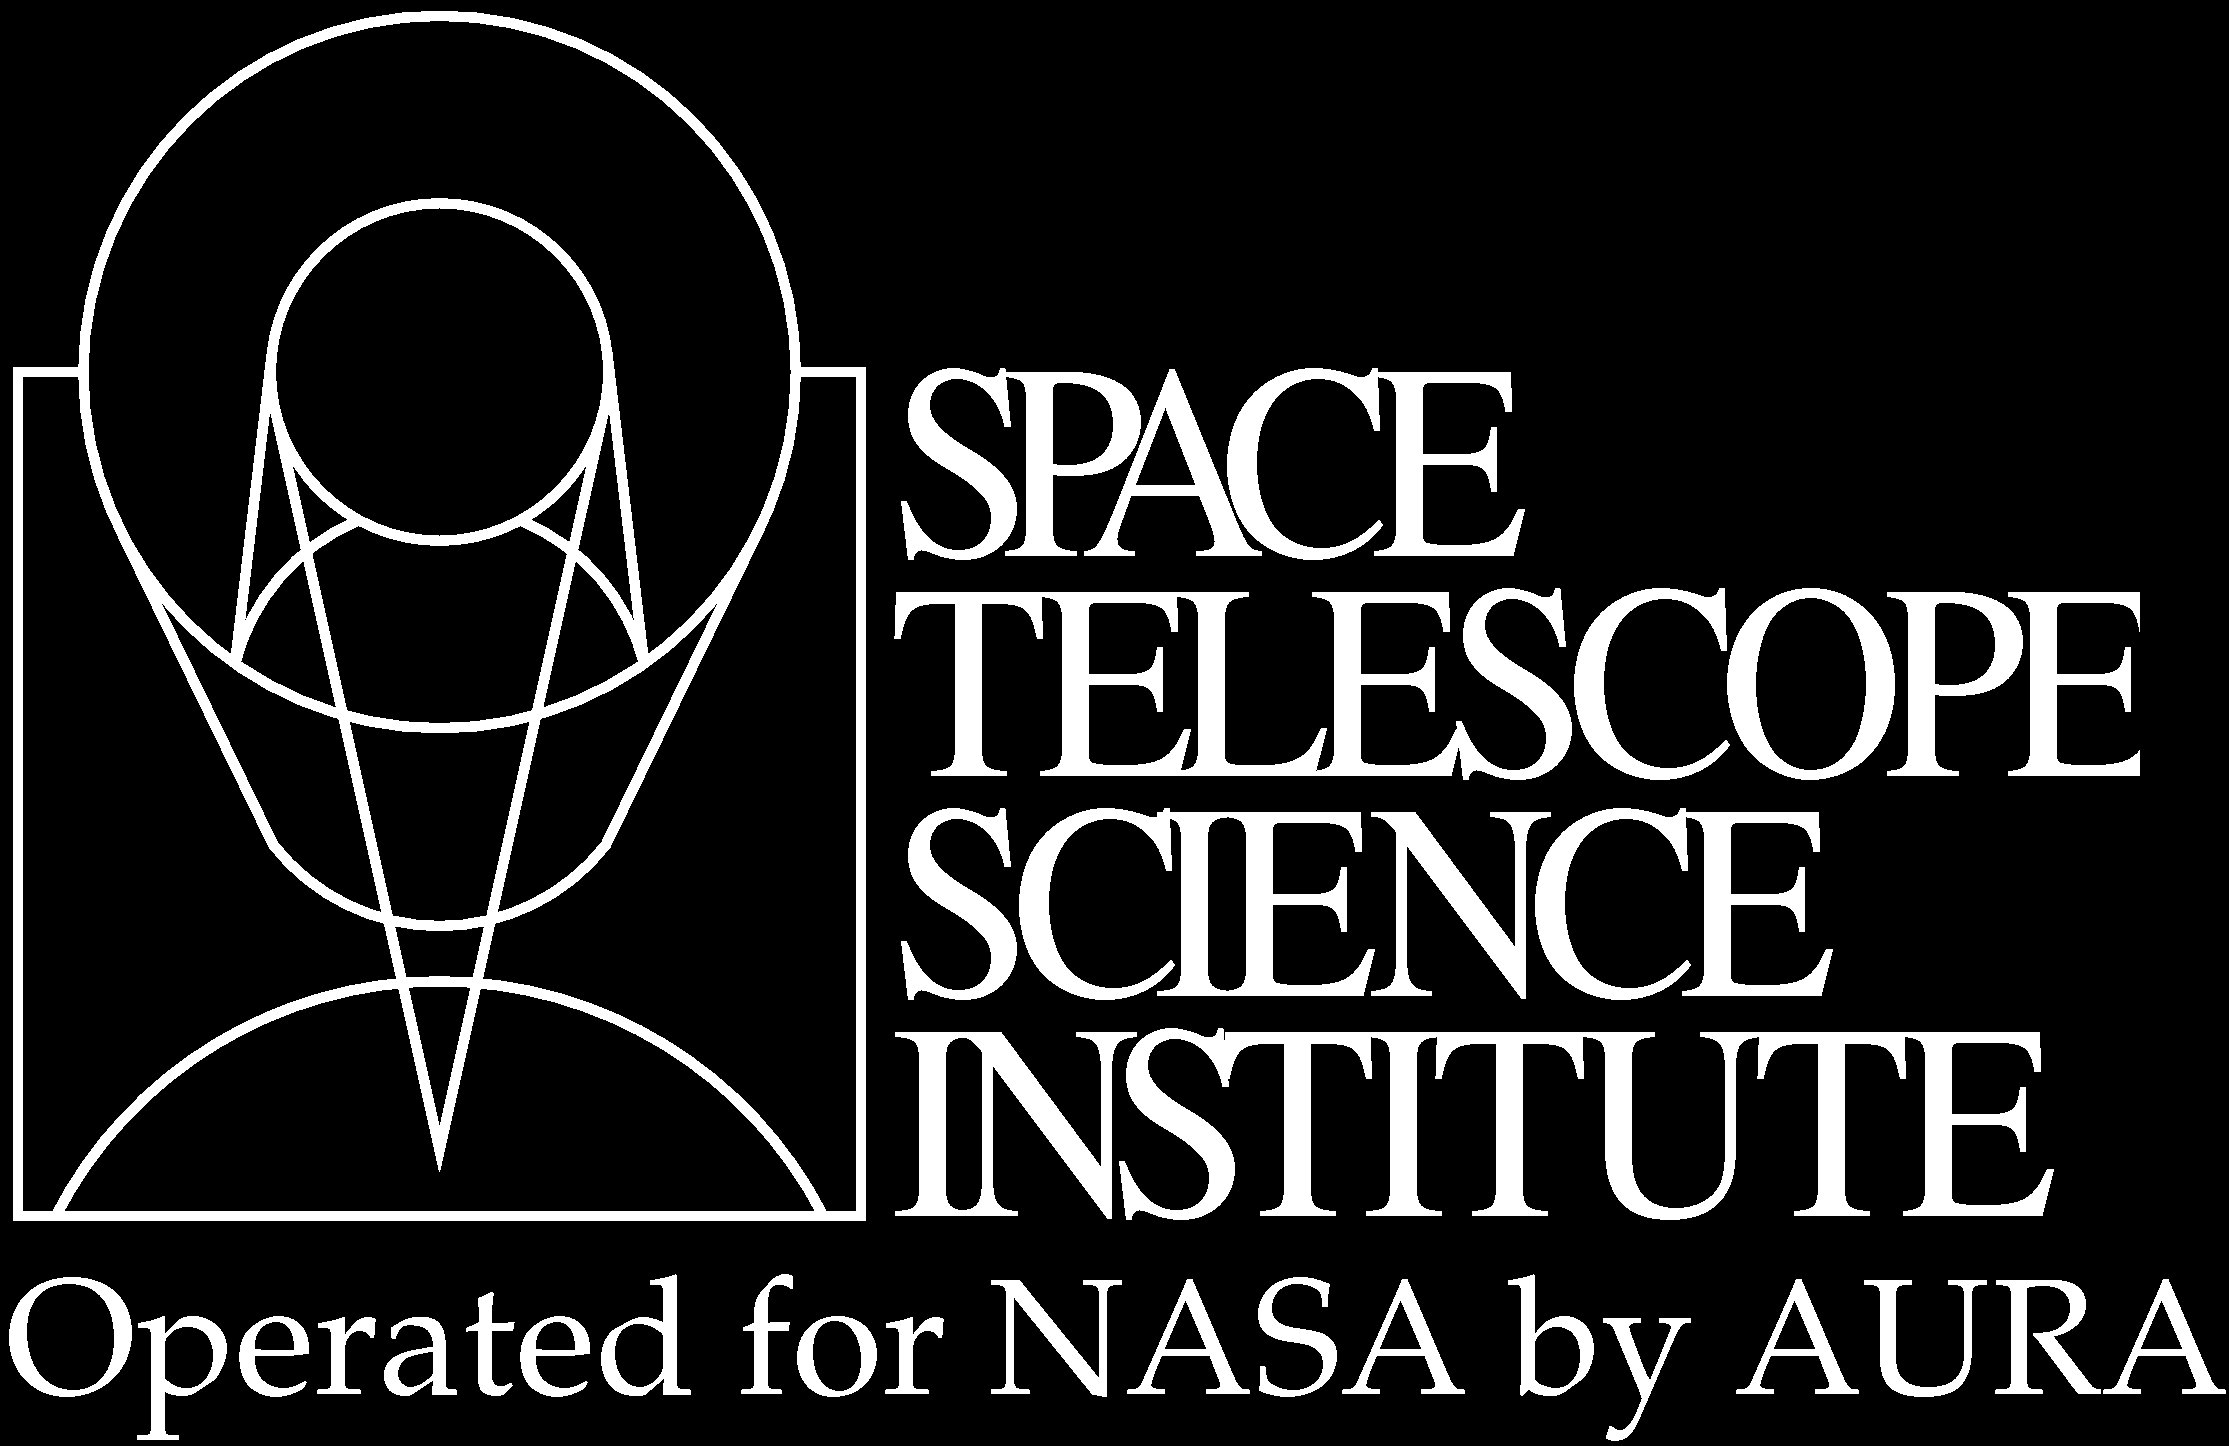 SPACE
TELESCOPE
SCIENCE
INSTITUTE
Operated for NASA by AURA